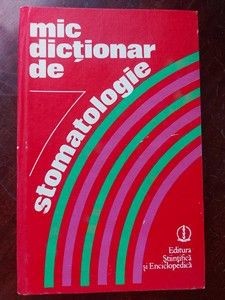 mic
dicționar
de
stomatologie
Editura
Științifică
și Enciclopedică